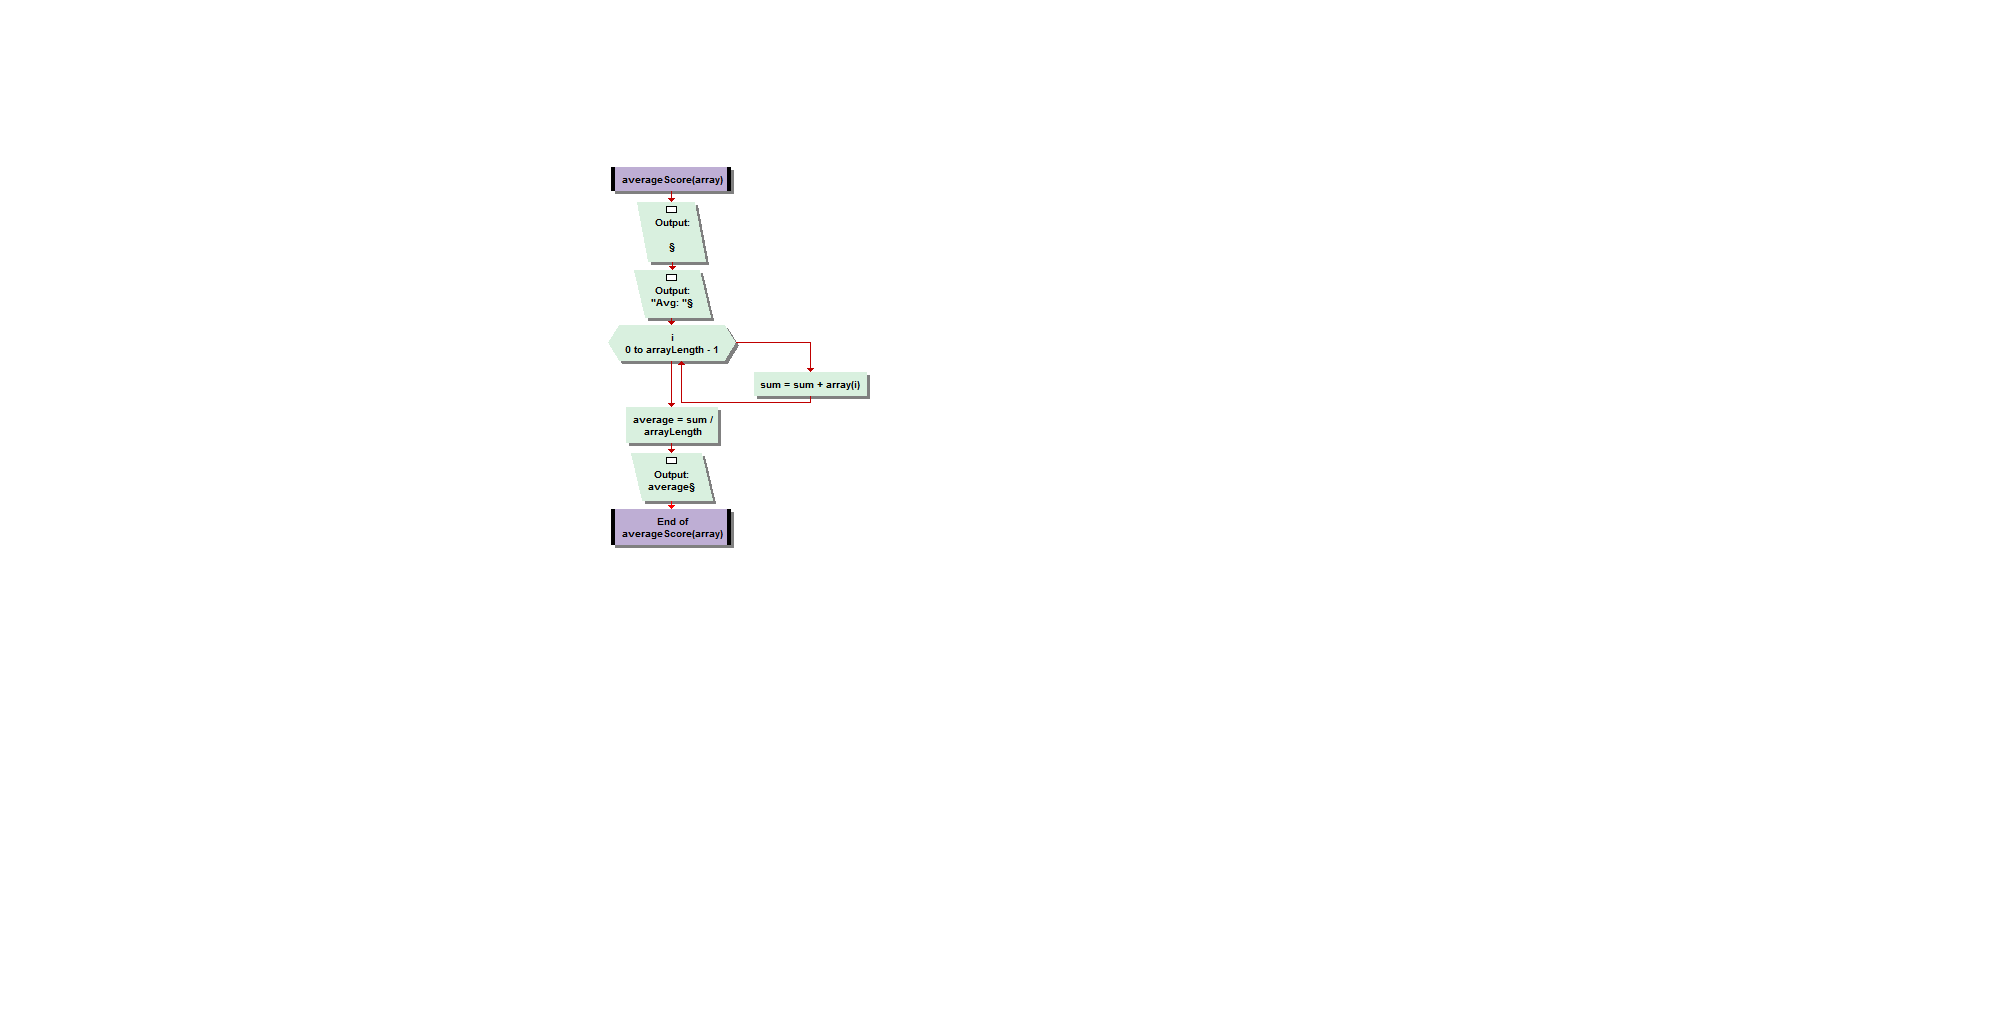 averageScore(array)
Output:
§
Output:
"Avg: "§
i
0 to arrayLength - 1
sum = sum + array(i)
average = sum /
arrayLength
Output:
average§
End of
averageScore(array)